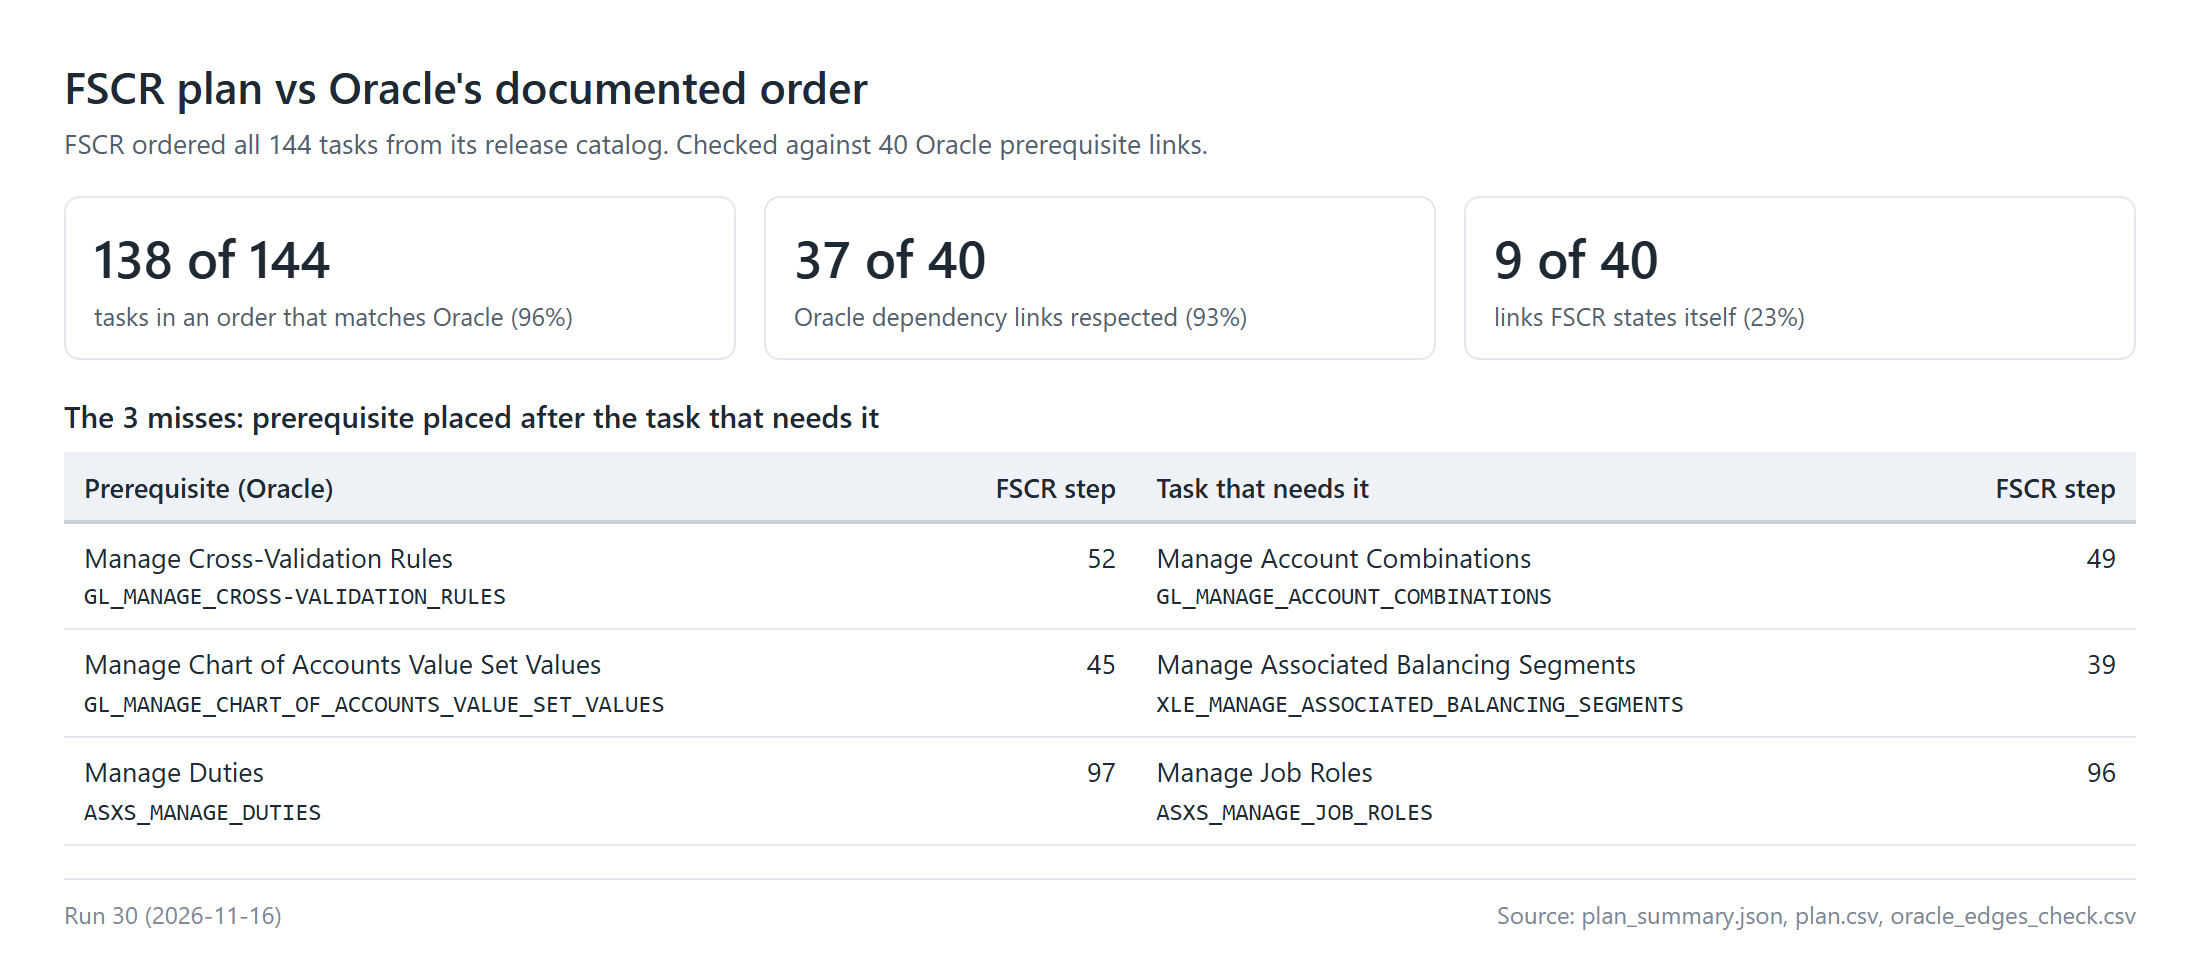 FSCR plan vs Oracle's documented order
FSCR ordered all 144 tasks from its release catalog. Checked against 40 Oracle prerequisite links.
138 of 144
tasks in an order that matches Oracle (96%)
37 of 40
Oracle dependency links respected (93%)
9 of 40
links FSCR states itself (23%)
The 3 misses: prerequisite placed after the task that needs it
Prerequisite (Oracle) FSCR step Task that needs it FSCR step
Manage Cross-Validation Rules 52 Manage Account Combinations 49
GL_MANAGE_CROSS-VALIDATION_RULES GL_MANAGE_ACCOUNT_COMBINATIONS
Manage Chart of Accounts Value Set Values 45 Manage Associated Balancing Segments 39
GL_MANAGE_CHART_OF_ACCOUNTS_VALUE_SET_VALUES XLE_MANAGE_ASSOCIATED_BALANCING_SEGMENTS
Manage Duties 97 Manage Job Roles 96
ASXS_MANAGE_DUTIES ASXS_MANAGE_JOB_ROLES
Run 30 (2026-11-16) Source: plan_summary.json, plan.csv, oracle_edges_check.csv